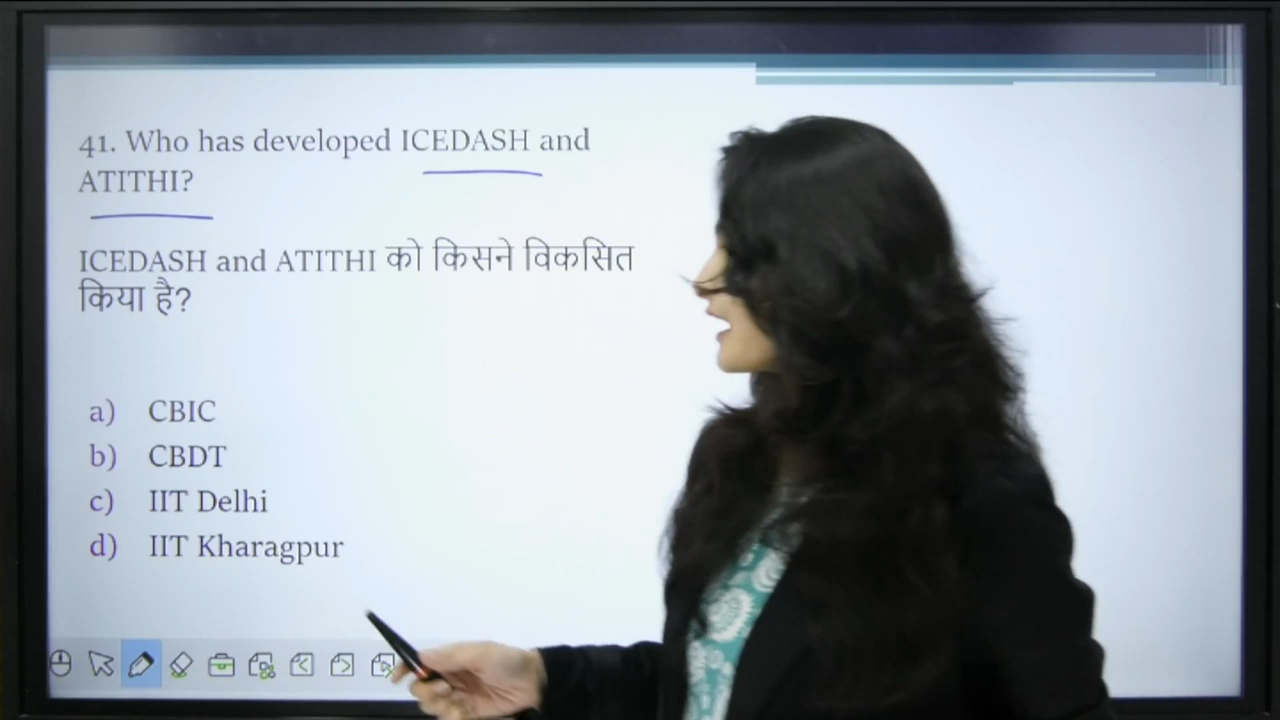 41. Who has developed ICEDASH and
ATITHI?
ICEDASH and ATITHI को किसने विकसित
किया है?
a) CBIC
b) CBDT
c) IIT Delhi
d) IIT Kharagpur